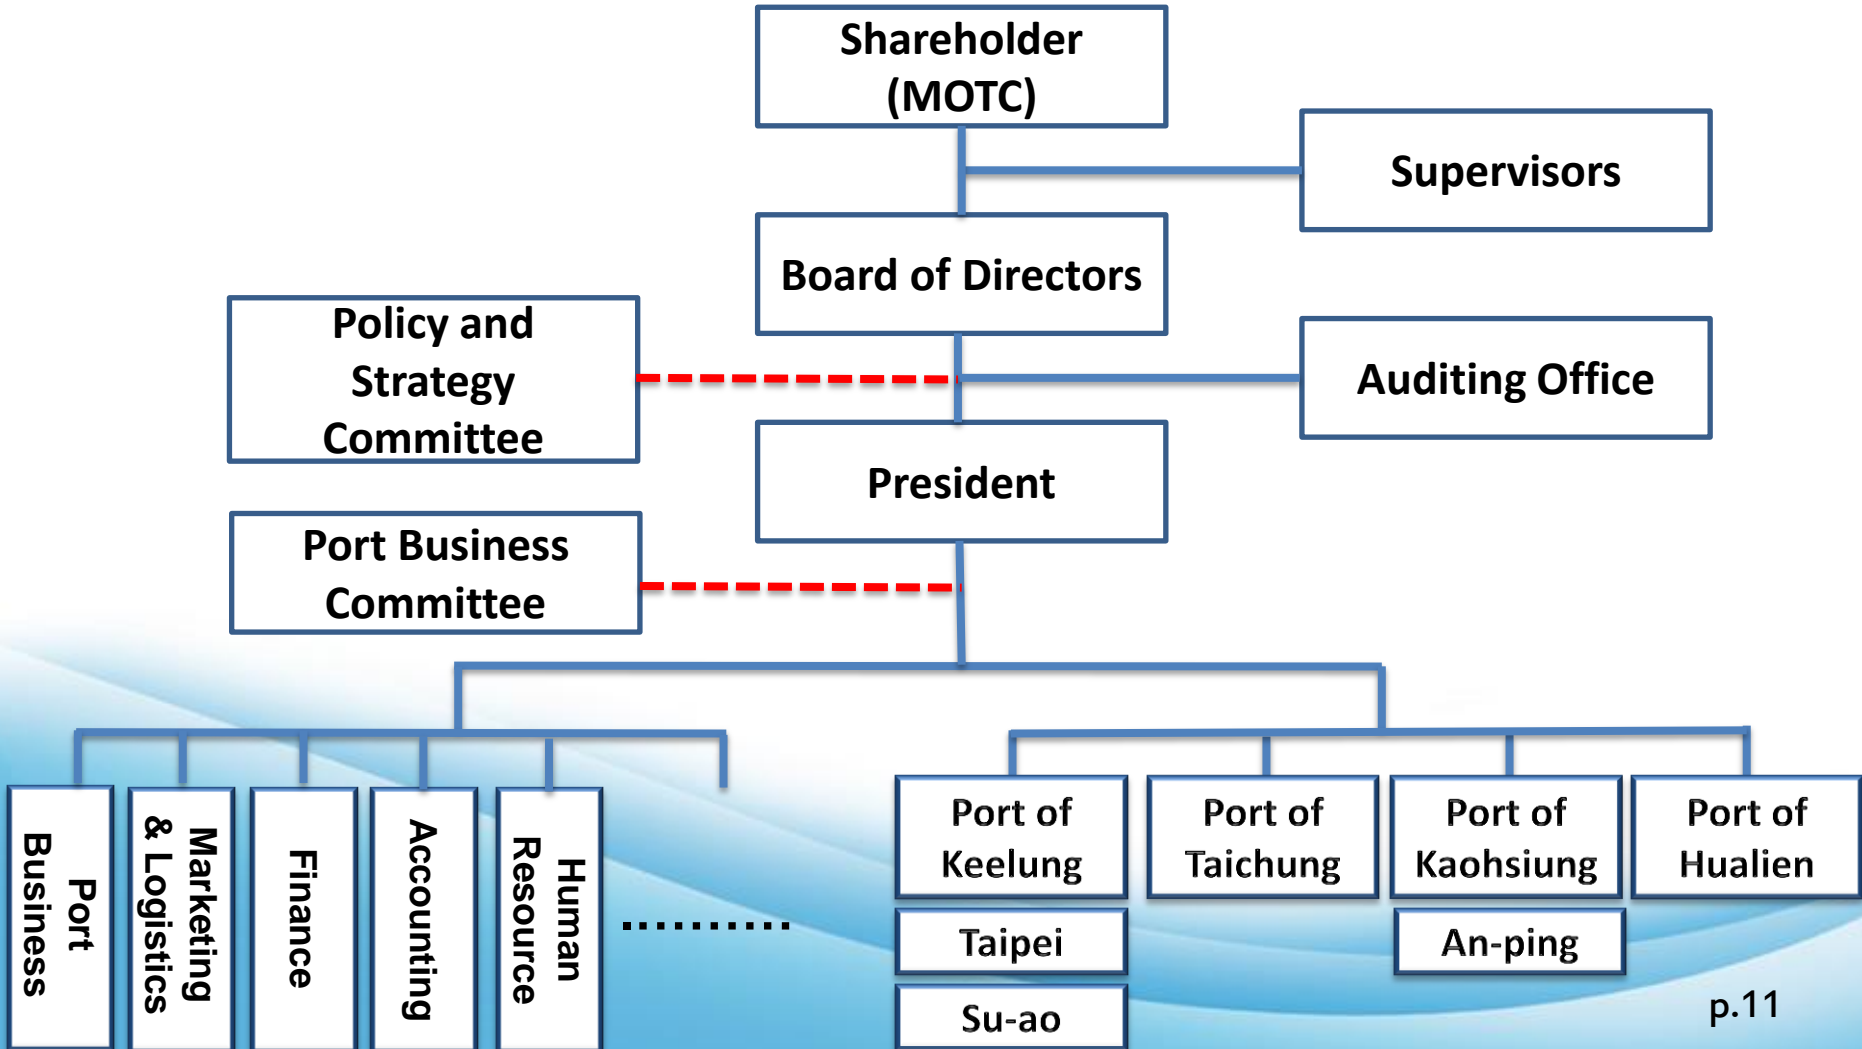 Shareholder
(MOTC)
Supervisors
Board of Directors
Policy and
Strategy
Committee
Auditing Office
President
Port Business
Committee
Port
Business
Marketing
& Logistics
Finance
Accounting
Human
Resource
..........
Port of
Keelung
Port of
Taichung
Port of
Kaohsiung
Port of
Hualien
Taipei
An-ping
Su-ao
p.11